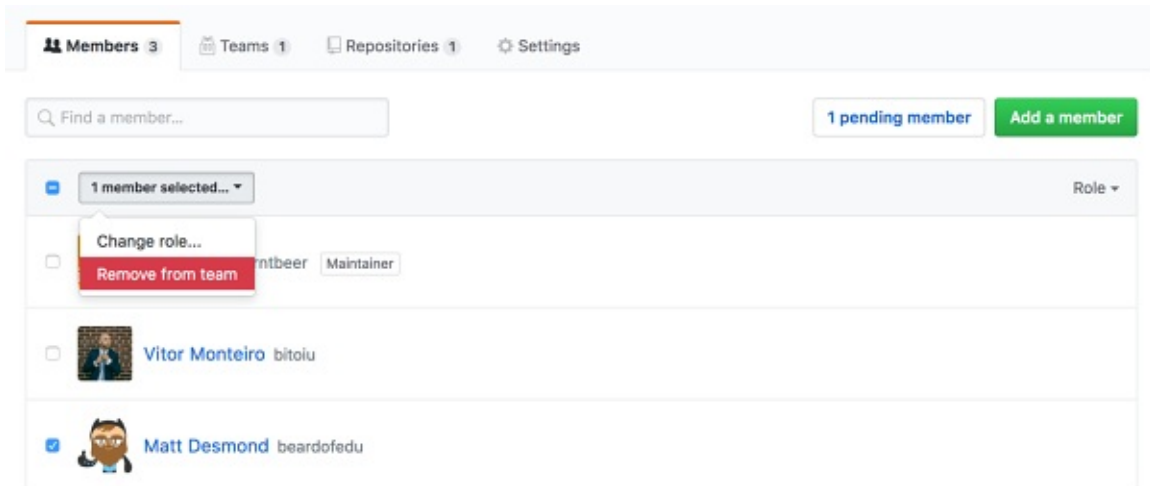 Members 3 Teams 1 Repositories 1 Settings
Find a member...
1 pending member Add a member
1 member selected... Role
Change role...
Remove from team
ntbeer Maintainer
Vitor Monteiro bitoiu
Matt Desmond beardofedu